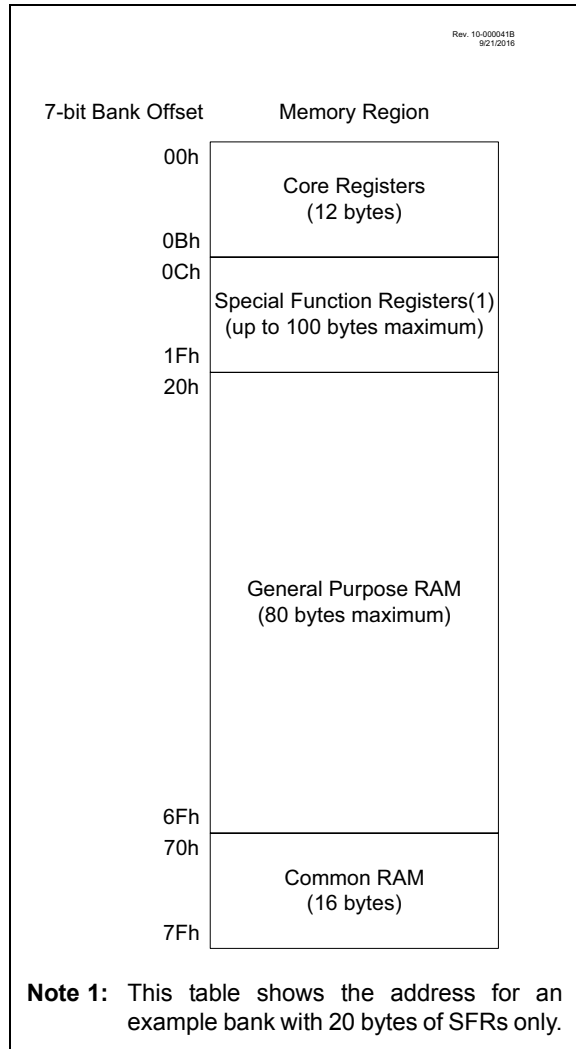 Rev. 10-000041B
9/21/2016
7-bit Bank Offset Memory Region
00h
Core Registers
(12 bytes)
0Bh
0Ch
Special Function Registers(1)
(up to 100 bytes maximum)
1Fh
20h
General Purpose RAM
(80 bytes maximum)
6Fh
70h
Common RAM
(16 bytes)
7Fh
Note 1: This table shows the address for an
example bank with 20 bytes of SFRs only.